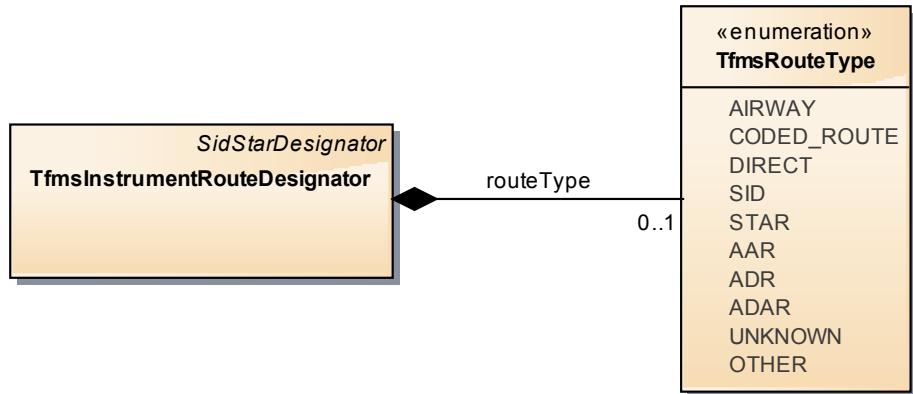 SidStarDesignator
TfmsInstrumentRouteDesignator
routeType
0..1
«enumeration»
TfmsRouteType
AIRWAY
CODED_ROUTE
DIRECT
SID
STAR
AAR
ADR
ADAR
UNKNOWN
OTHER